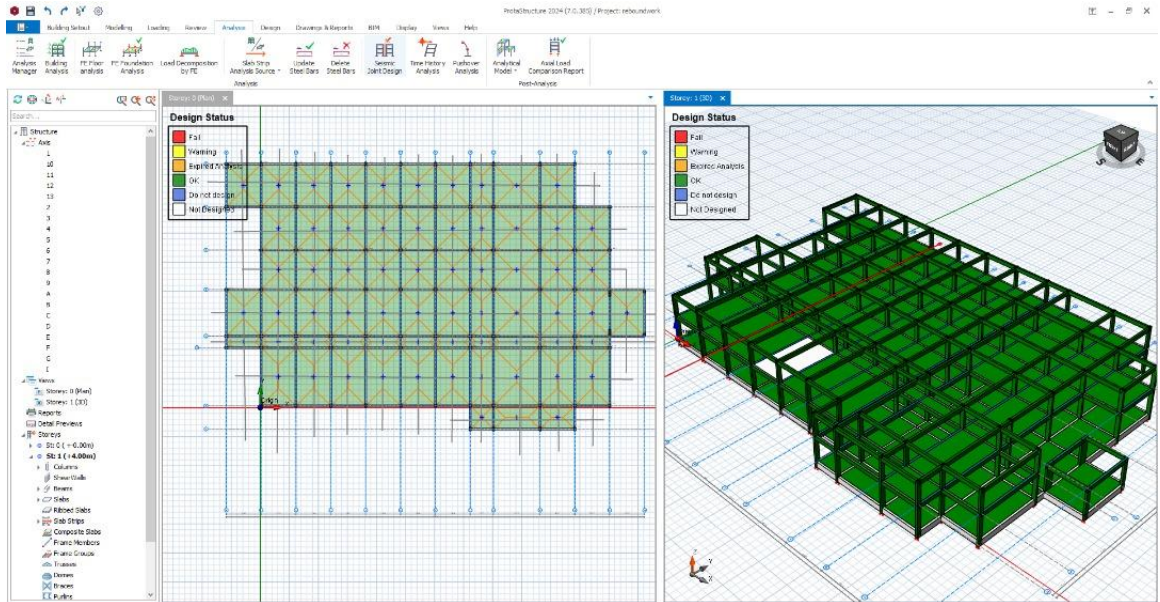 ProtaStructure 2024 (7.0.385) / Project: reboundwork
Building Setout Modelling Loading Review Analysis Design Drawings & Reports BIM Display Views Help
Analysis Manager
Building Analysis
FE Floor analysis
FE Foundation Analysis
Load Decomposition by FE
Slab Strip Analysis Source
Update Steel Bars
Delete Steel Bars
Seismic Joint Design
Time History Analysis
Pushover Analysis
Analytical Model
Axial Load Comparison Report
Analysis
Post-Analysis
Search...
Structure
Axis
1
10
11
12
13
2
3
4
5
6
7
8
9
A
B
C
D
E
F
G
I
Views
Storey: 0 (Plan)
Storey: 1 (3D)
Reports
Detail Previews
Storeys
St: 0 ( +-0.00m)
St: 1 (+4.00m)
Columns
ShearWalls
Beams
Slabs
Ribbed Slabs
Slab Strips
Composite Slabs
Frame Members
Frame Groups
Trusses
Domes
Braces
Purlins
Storey: 0 (Plan)
Design Status
Fail
Warning
Expired Analysis
OK
Do not design
Not Designed
Origin
Storey: 1 (3D)
Design Status
Fail
Warning
Expired Analysis
OK
Do not design
Not Designed
S
E